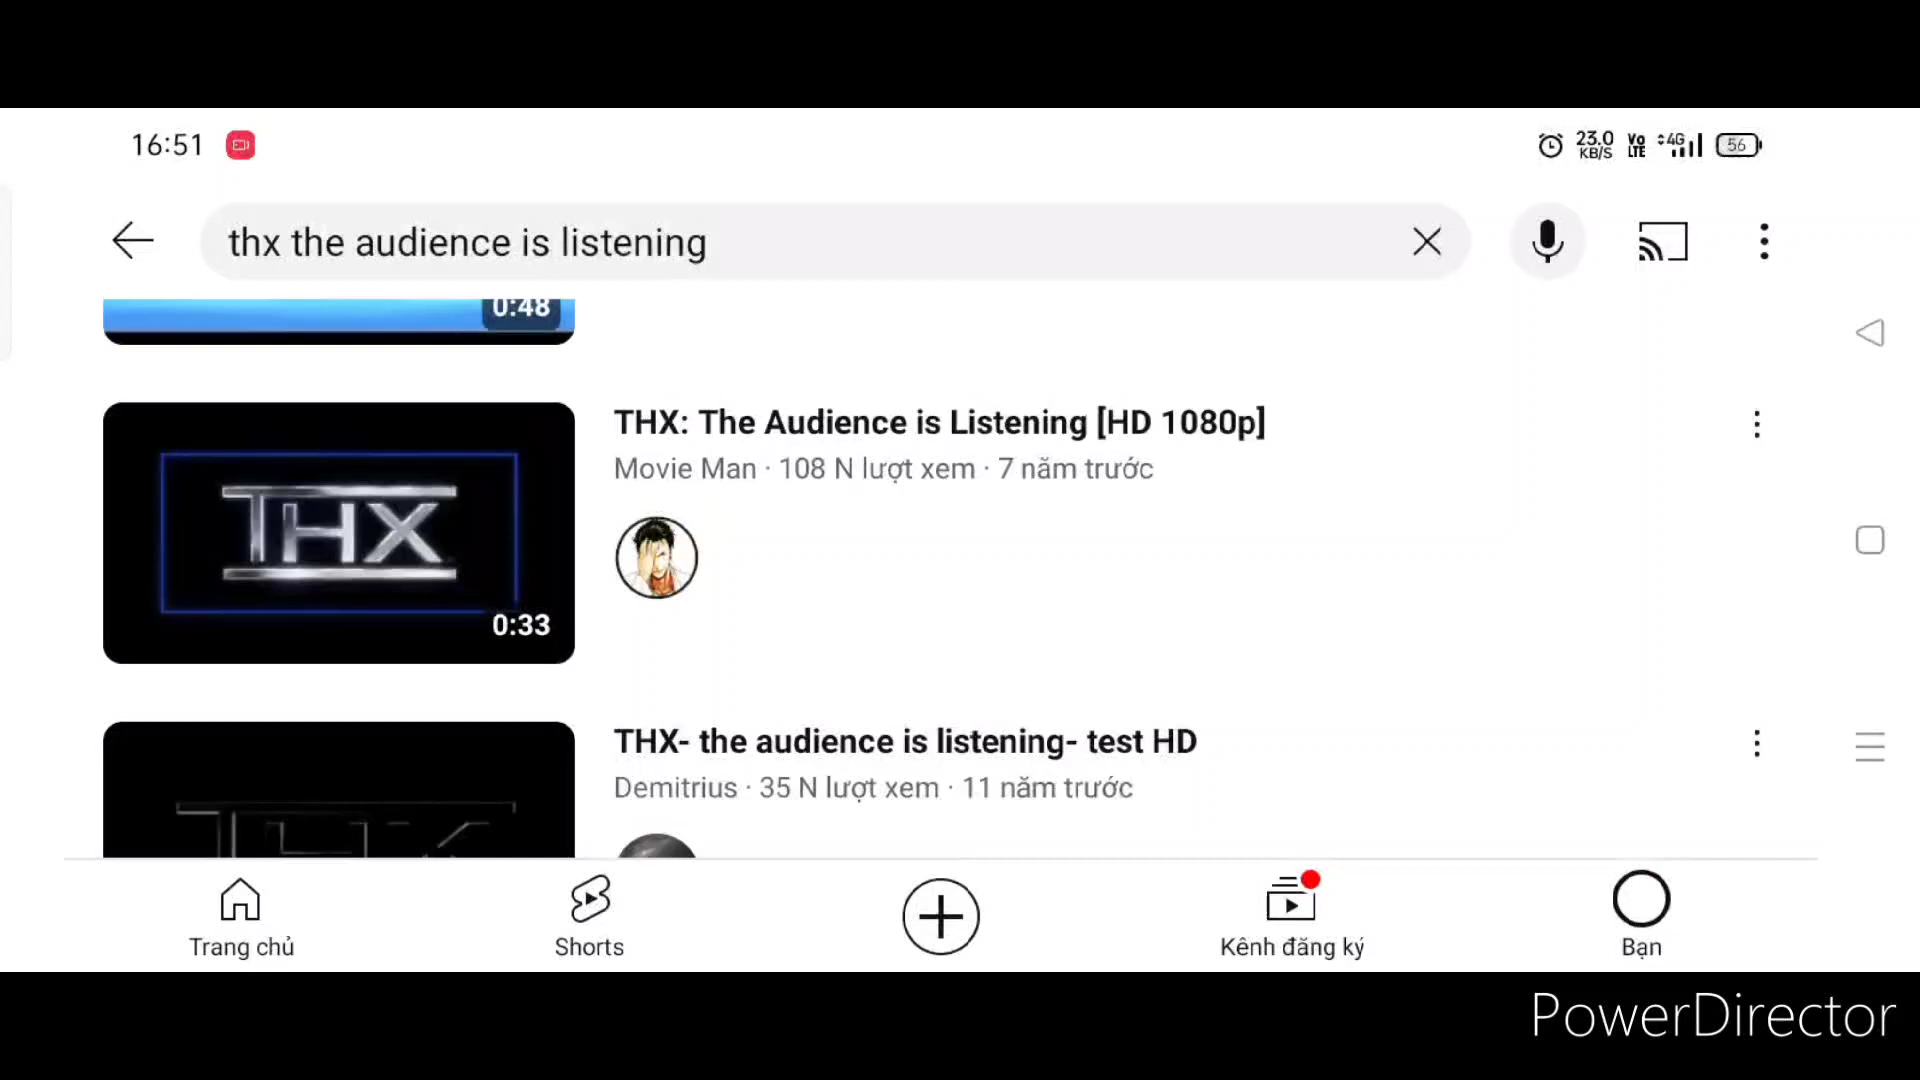 16:51
23.0
KB/S
Vo
LTE
4G
56
thx the audience is listening
0:48
THX: The Audience is Listening [HD 1080p]
Movie Man · 108 N lượt xem · 7 năm trước
THX
0:33
THX- the audience is listening- test HD
Demitrius · 35 N lượt xem · 11 năm trước
THX
Trang chủ
Shorts
Kênh đăng ký
Bạn
PowerDirector